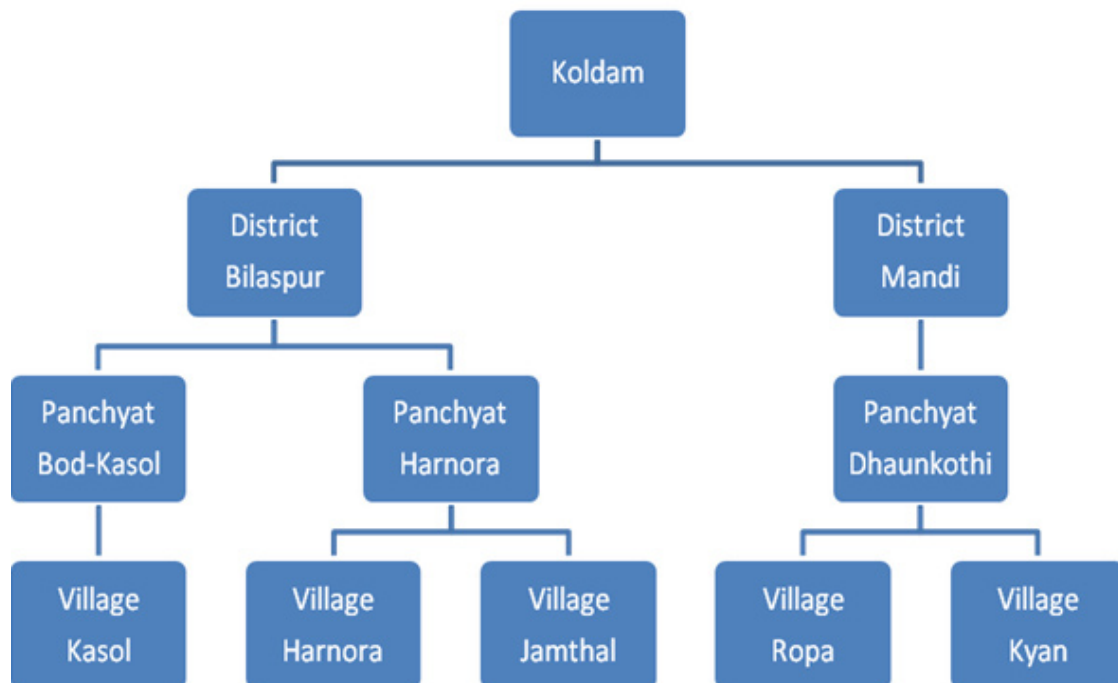 Koldam
District
Bilaspur
District
Mandi
Panchyat
Bod-Kasol
Panchyat
Harnora
Panchyat
Dhaunkothi
Village
Kasol
Village
Harnora
Village
Jamthal
Village
Ropa
Village
Kyan